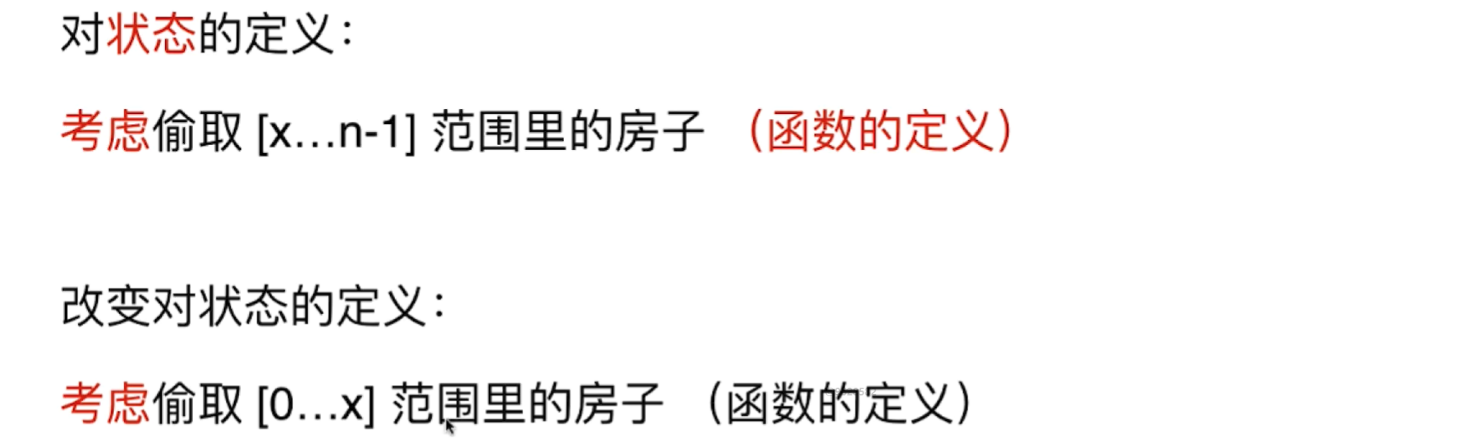 对状态的定义：
考虑偷取 [x…n-1] 范围里的房子 （函数的定义）
改变对状态的定义：
考虑偷取 [0…x] 范围里的房子 （函数的定义）